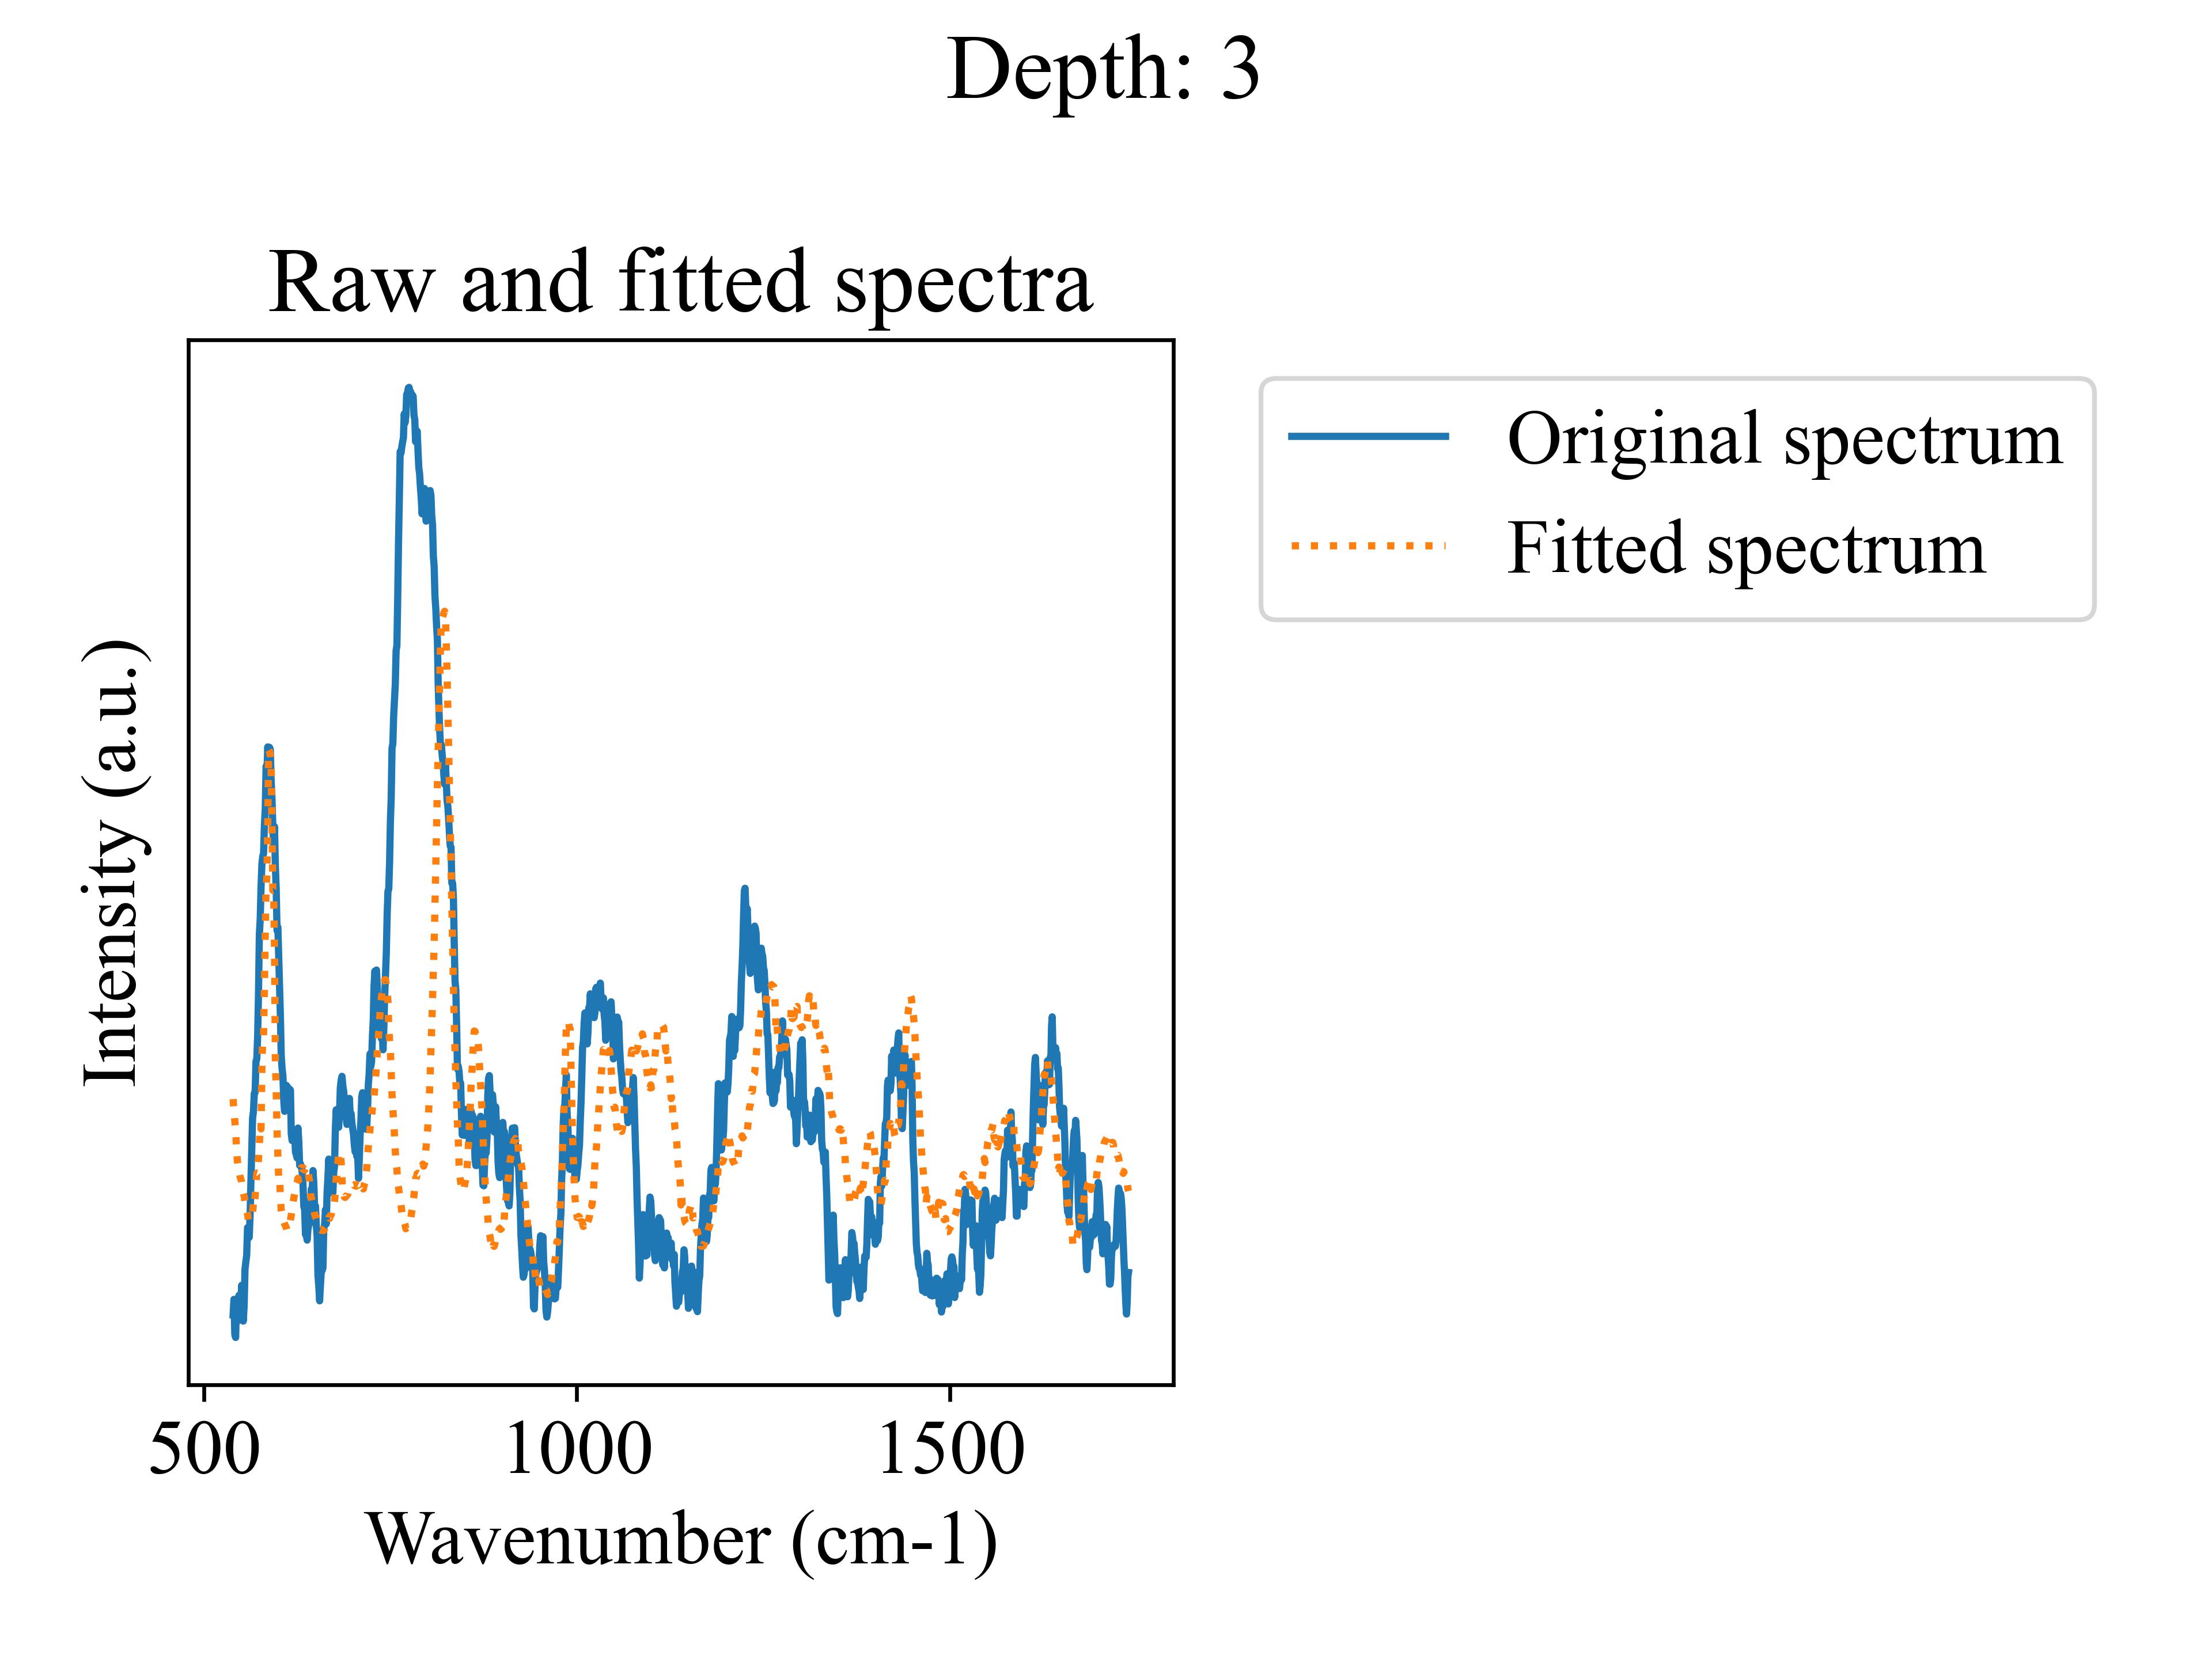 Depth: 3
Raw and fitted spectra
Original spectrum
Fitted spectrum
Intensity (a.u.)
500 1000 1500
Wavenumber (cm-1)